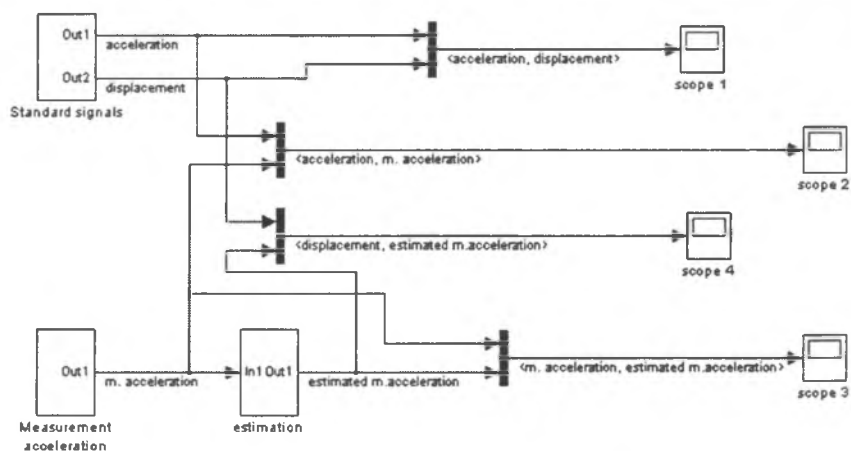 Out1
acceleration
Out2
displacement
Standard signals
<acceleration, displacement>
scope 1
<acceleration, m. acceleration>
scope 2
<displacement, estimated m.acceleration>
scope 4
Out1
m. acceleration
In1 Out1
estimated m.acceleration
<m. acceleration, estimated m.acceleration>
scope 3
Measurement
acceleration
estimation